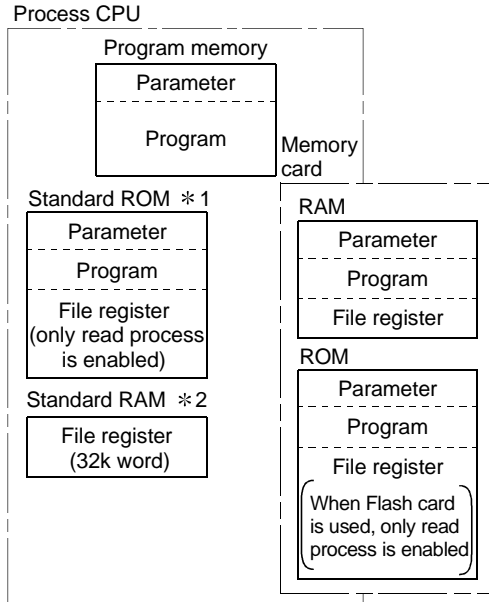 Process CPU
Program memory
Parameter
Program
Memory
card
Standard ROM ＊1
Parameter
Program
File register
(only read process
is enabled)
Standard RAM ＊2
File register
(32k word)
RAM
Parameter
Program
File register
ROM
Parameter
Program
File register
(When Flash card
is used, only read
process is enabled)